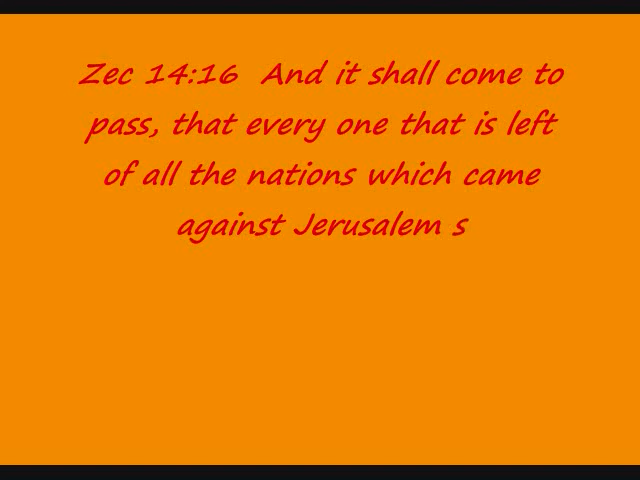 Zec 14:16 And it shall come to
pass, that every one that is left
of all the nations which came
against Jerusalem s